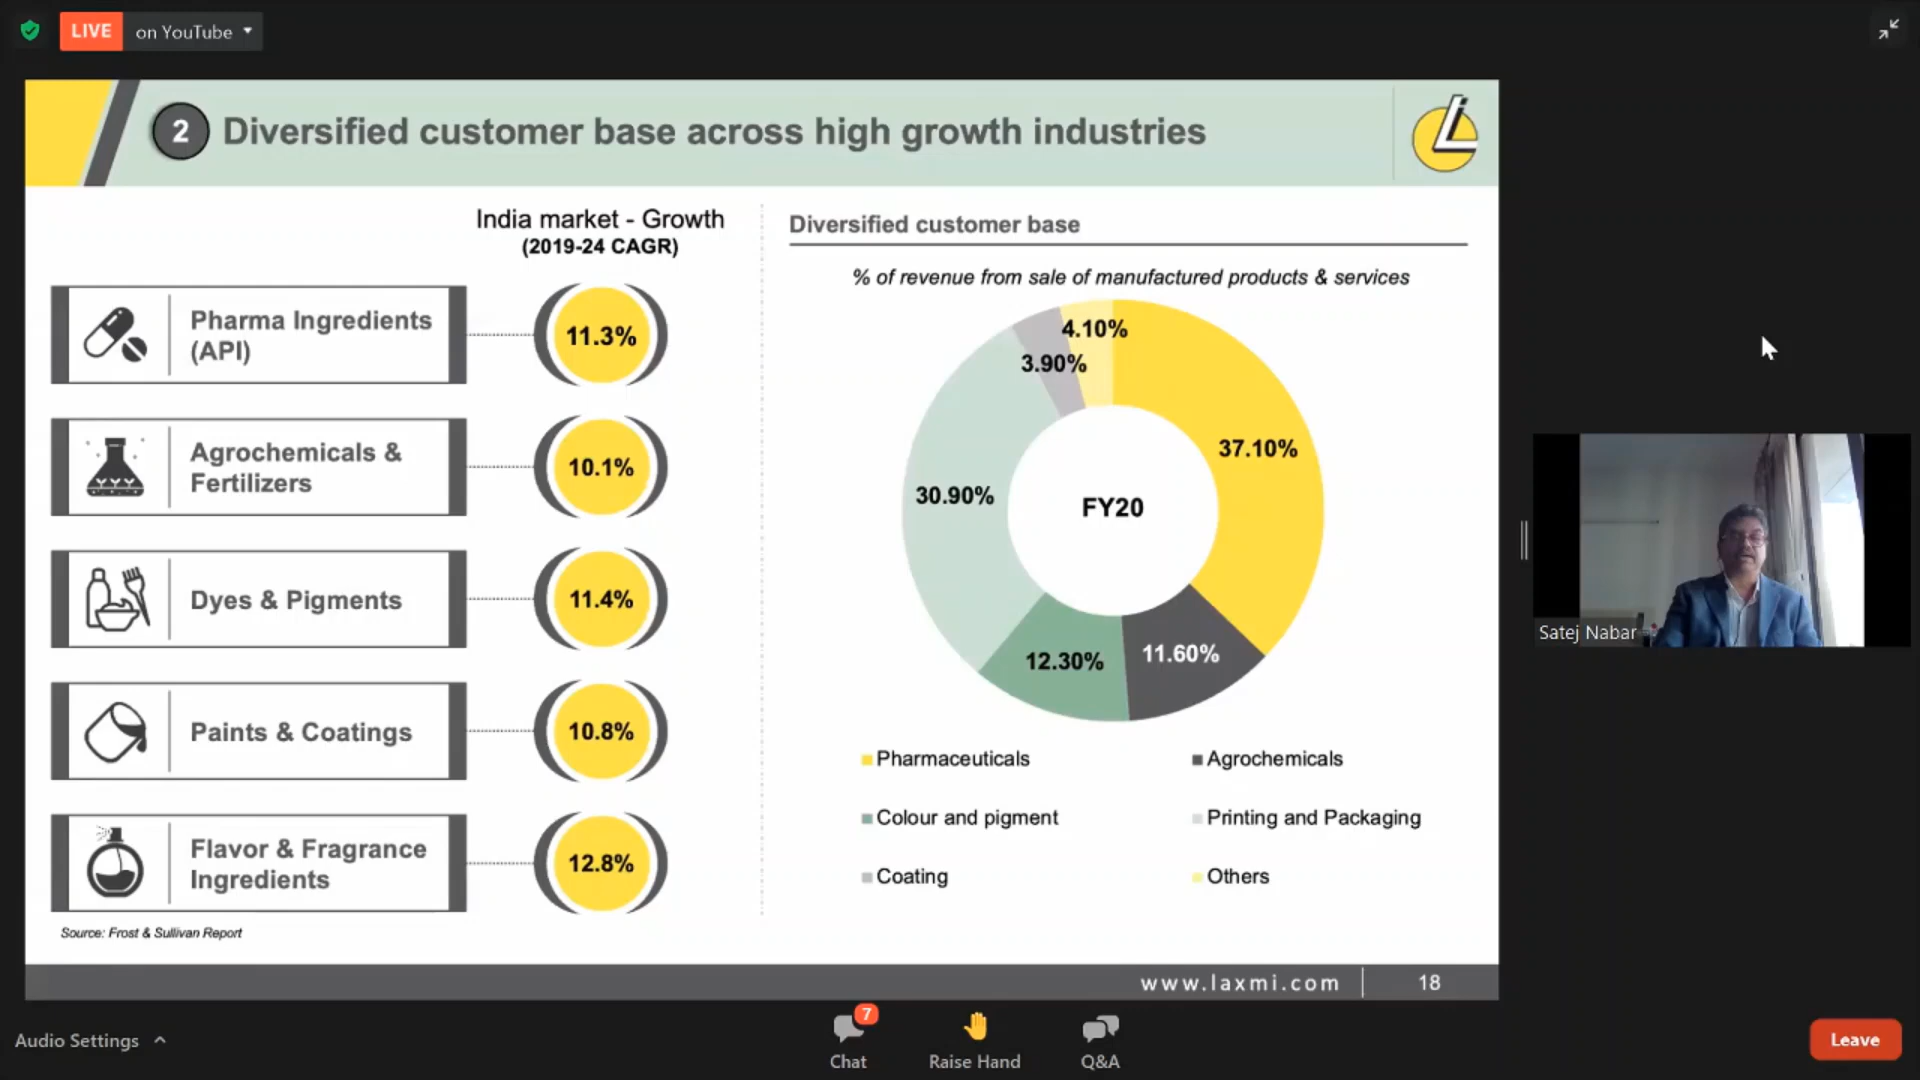 LIVE on YouTube
2 Diversified customer base across high growth industries
India market - Growth
(2019-24 CAGR)
Pharma Ingredients
(API)
11.3%
Agrochemicals &
Fertilizers
10.1%
Dyes & Pigments
11.4%
Paints & Coatings
10.8%
Flavor & Fragrance
Ingredients
12.8%
Source: Frost & Sullivan Report
Diversified customer base
% of revenue from sale of manufactured products & services
4.10%
3.90%
37.10%
30.90%
FY20
12.30%
11.60%
Pharmaceuticals
Agrochemicals
Colour and pigment
Printing and Packaging
Coating
Others
www.laxmi.com
18
Satej Nabar
Audio Settings
7
Chat
Raise Hand
Q&A
Leave